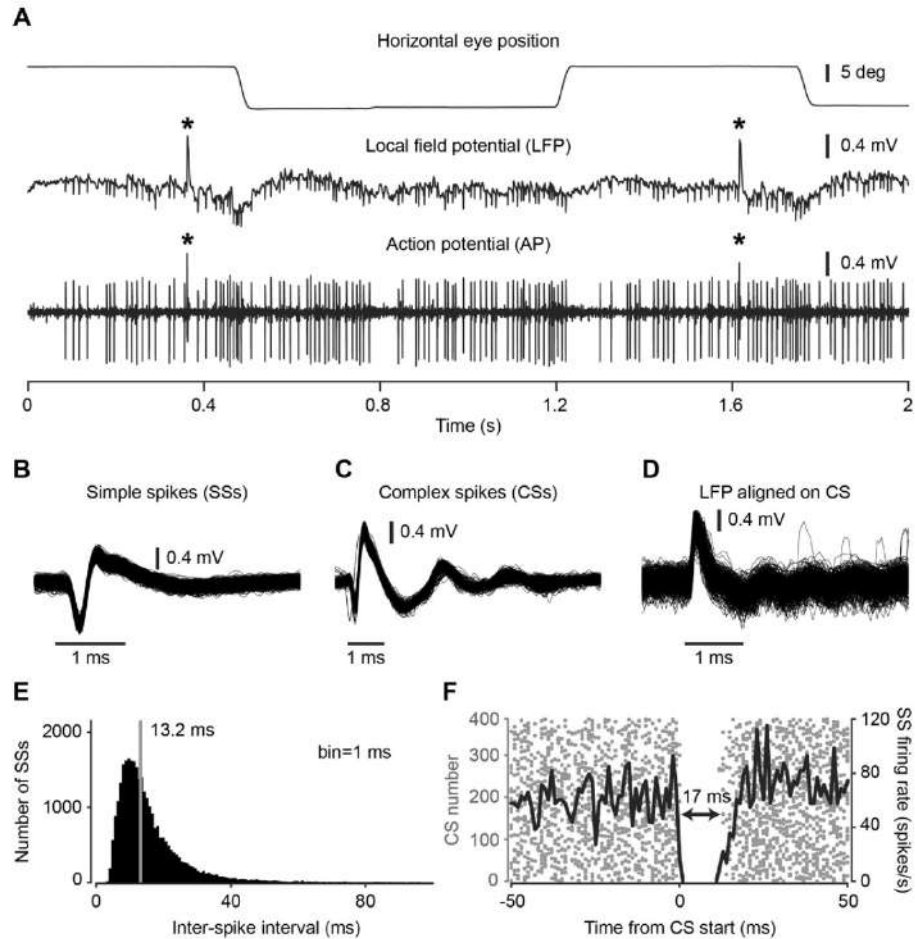 A
Horizontal eye position
5 deg
*
*
Local field potential (LFP)
0.4 mV
*
*
Action potential (AP)
0.4 mV
0
0.4
0.8
1.2
1.6
2
Time (s)
B
Simple spikes (SSs)
0.4 mV
1 ms
C
Complex spikes (CSs)
0.4 mV
1 ms
D
LFP aligned on CS
0.4 mV
1 ms
E
Number of SSs
2000
1000
0
13.2 ms
bin=1 ms
0
40
80
Inter-spike interval (ms)
F
CS number
400
300
200
100
0
17 ms
120
80
40
0
SS firing rate (spikes/s)
-50
0
50
Time from CS start (ms)